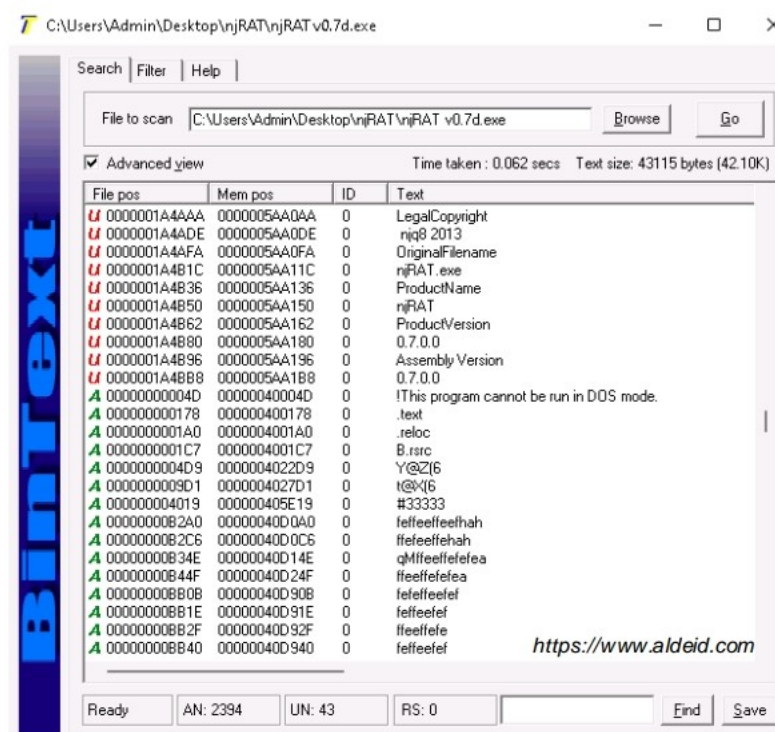 C:\Users\Admin\Desktop\njRAT\njRAT v0.7d.exe
Search Filter Help
File to scan C:\Users\Admin\Desktop\njRAT\njRAT v0.7d.exe Browse Go
Advanced view Time taken : 0.062 secs Text size: 43115 bytes (42.10K)
File pos Mem pos ID Text
U 0000001A4AAA 0000005AA0AA 0 LegalCopyright
U 0000001A4ADE 0000005AA0DE 0 njq8 2013
U 0000001A4AFA 0000005AA0FA 0 OriginalFilename
U 0000001A4B1C 0000005AA11C 0 njRAT.exe
U 0000001A4B36 0000005AA136 0 ProductName
U 0000001A4B50 0000005AA150 0 njRAT
U 0000001A4B62 0000005AA162 0 ProductVersion
U 0000001A4B80 0000005AA180 0 0.7.0.0
U 0000001A4B96 0000005AA196 0 Assembly Version
U 0000001A4BB8 0000005AA1B8 0 0.7.0.0
A 00000000004D 00000040004D 0 !This program cannot be run in DOS mode.
A 000000000178 000000400178 0 .text
A 0000000001A0 0000004001A0 0 .reloc
A 0000000001C7 0000004001C7 0 B.rsrc
A 0000000004D9 0000004022D9 0 Y@Z(6
A 0000000009D1 0000004027D1 0 t@X(6
A 000000004019 000000405E19 0 #33333
A 00000000B2A0 00000040D0A0 0 feffeeffeefhah
A 00000000B2C6 00000040D0C6 0 ffefeeffehah
A 00000000B34E 00000040D14E 0 qMffeeffefefea
A 00000000B44F 00000040D24F 0 ffeeffefefea
A 00000000BB0B 00000040D90B 0 fefeffeefef
A 00000000BB1E 00000040D91E 0 feffeefef
A 00000000BB2F 00000040D92F 0 ffeeffefe
A 00000000BB40 00000040D940 0 feffeefef
https://www.aldeid.com
BinText
Ready AN: 2394 UN: 43 RS: 0 Find Save